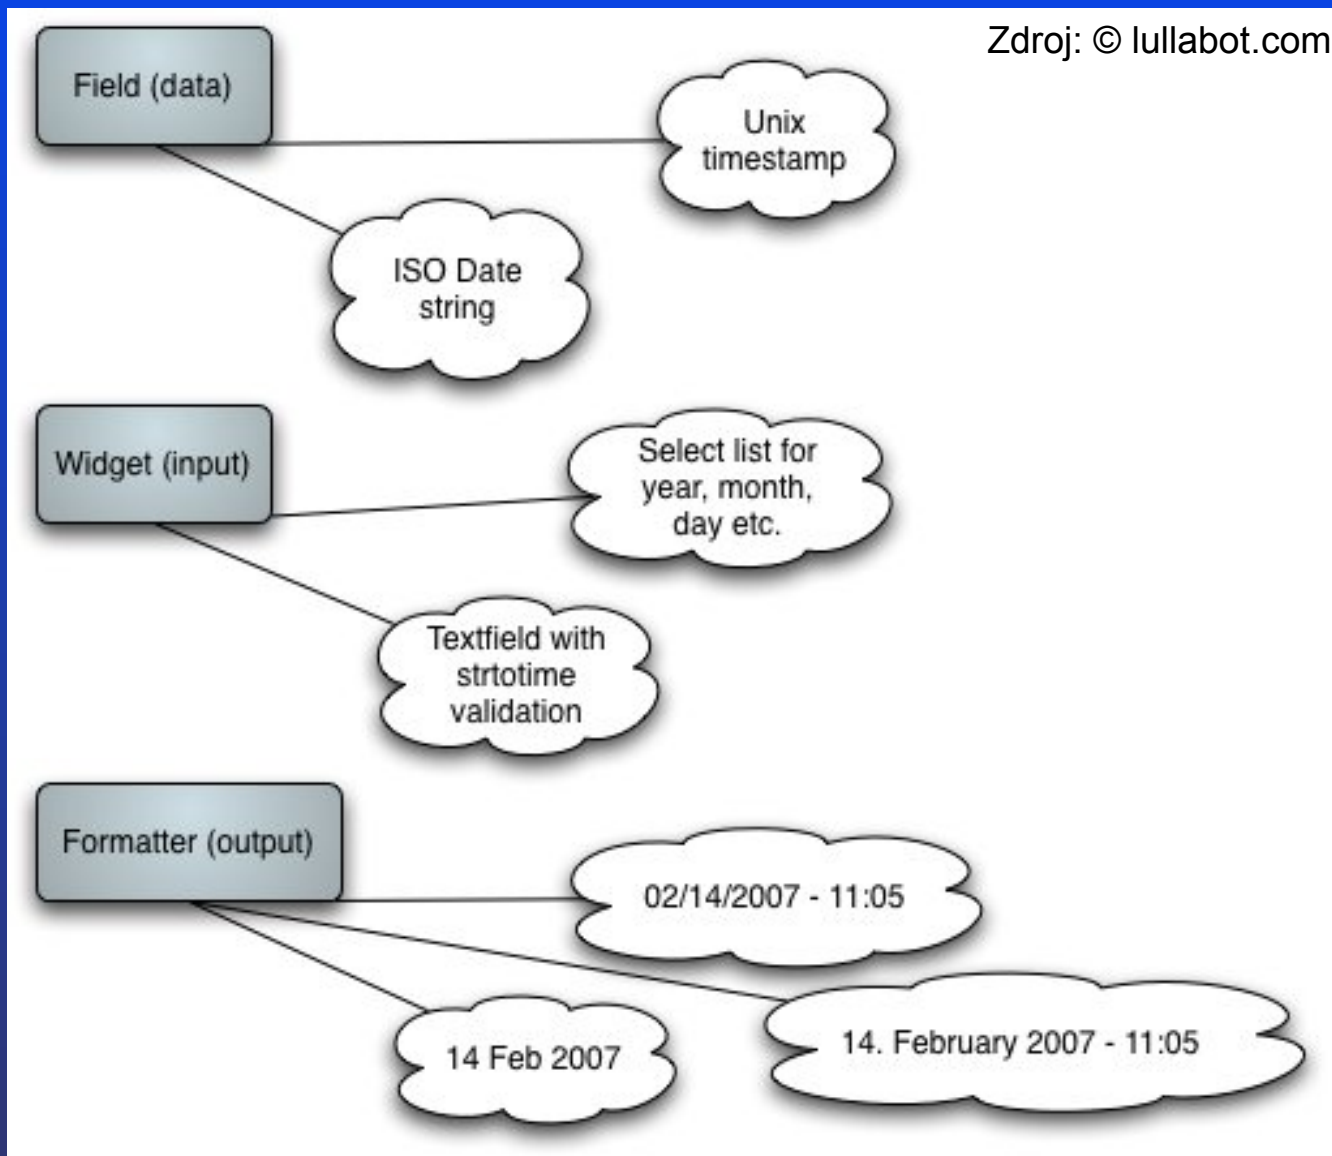 Zdroj: © lullabot.com
Field (data)
Unix
timestamp
ISO Date
string
Widget (input)
Select list for
year, month,
day etc.
Textfield with
strtotime
validation
Formatter (output)
02/14/2007 - 11:05
14. February 2007 - 11:05
14 Feb 2007